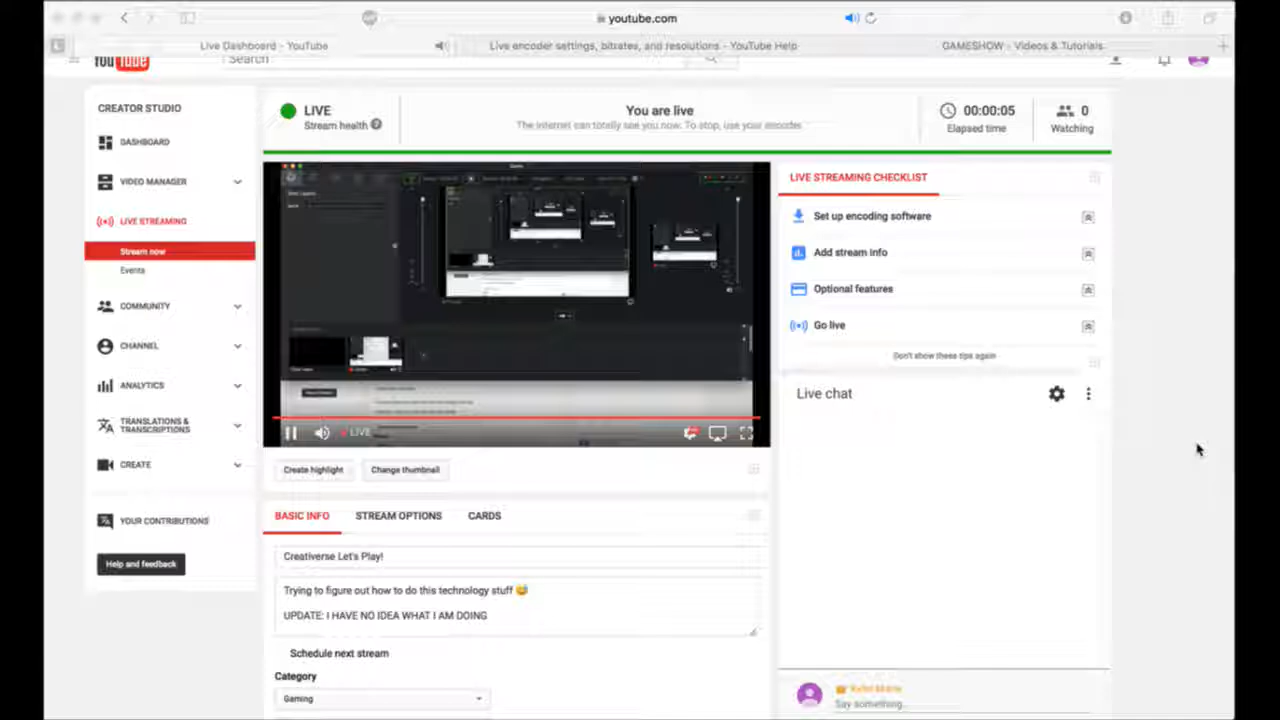 youtube.com
Live Dashboard - YouTube
Live encoder settings, bitrates, and resolutions - YouTube Help
GAMESHOW - Videos & Tutorials
YouTube
Search
CREATOR STUDIO
DASHBOARD
VIDEO MANAGER
LIVE STREAMING
Stream now
Events
COMMUNITY
CHANNEL
ANALYTICS
TRANSLATIONS &
TRANSCRIPTIONS
CREATE
YOUR CONTRIBUTIONS
Help and feedback
LIVE
Stream health
You are live
The internet can totally see you now. To stop, use your encoder.
00:00:05
Elapsed time
0
Watching
LIVE
Create highlight
Change thumbnail
BASIC INFO
STREAM OPTIONS
CARDS
Creativerse Let's Play!
Trying to figure out how to do this technology stuff 😅
UPDATE: I HAVE NO IDEA WHAT I AM DOING
Schedule next stream
Category
Gaming
LIVE STREAMING CHECKLIST
Set up encoding software
Add stream info
Optional features
Go live
Don't show these tips again
Live chat
Say something...